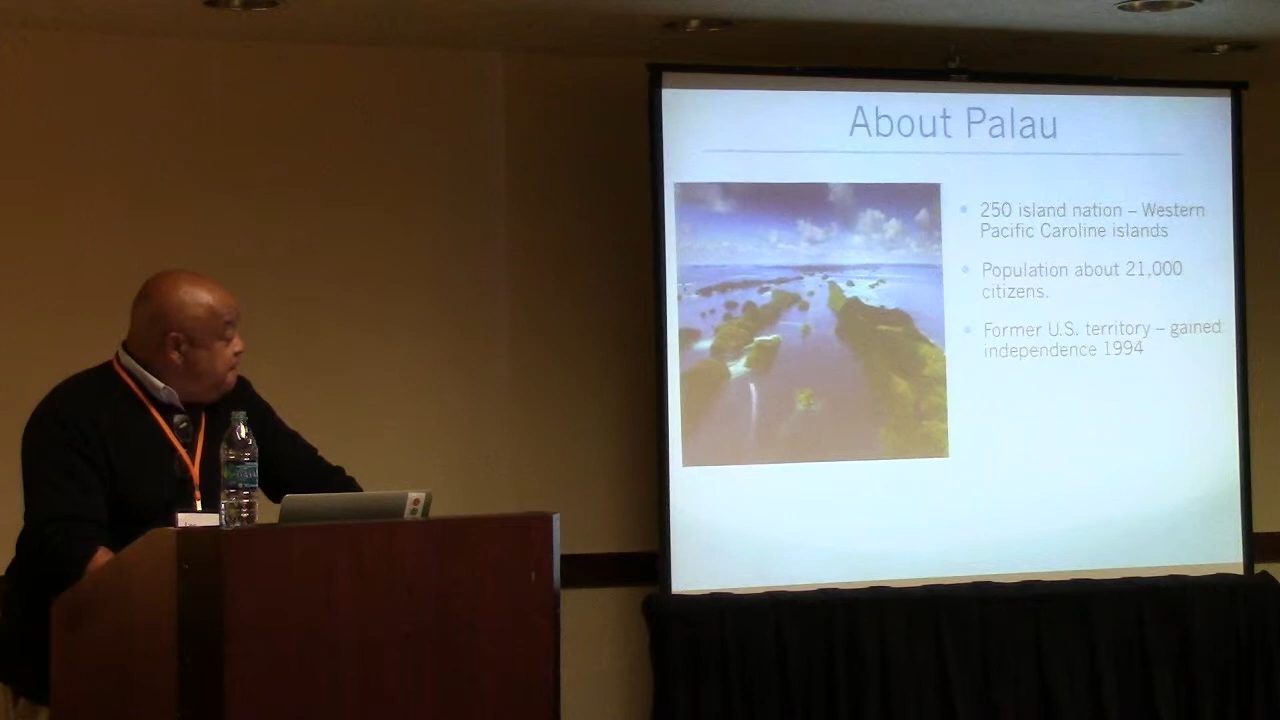 About Palau
• 250 island nation – Western
Pacific Caroline islands
• Population about 21,000
citizens.
• Former U.S. territory – gained
independence 1994